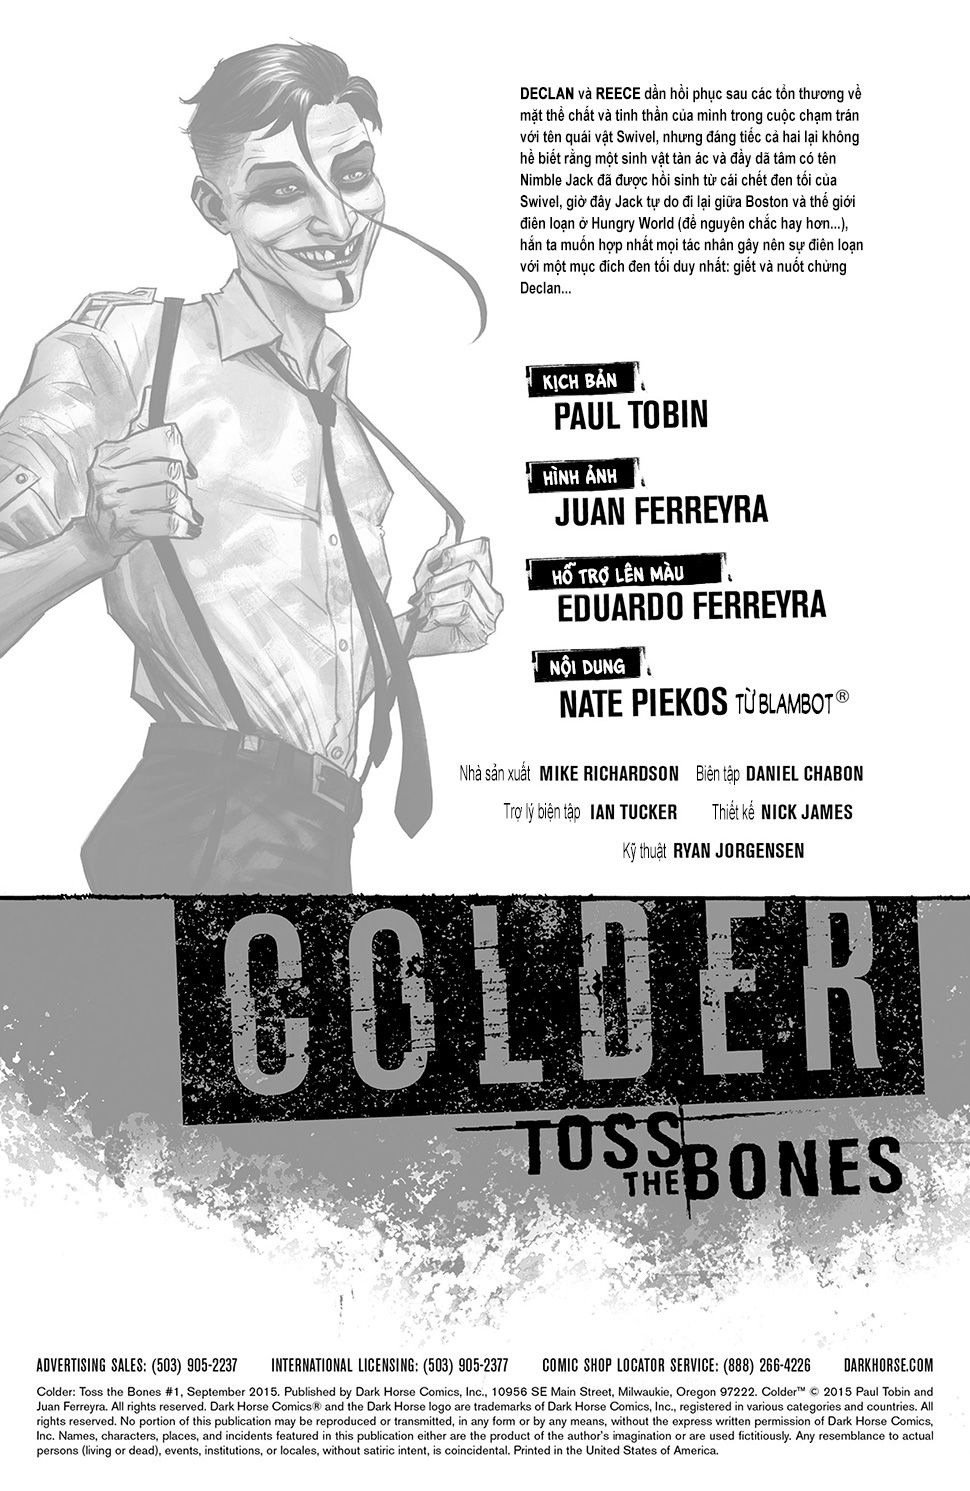 DECLAN và REECE dần hồi phục sau các tổn thương về
mặt thể chất và tinh thần của mình trong cuộc chạm trán
với tên quái vật Swivel, nhưng đáng tiếc cả hai lại không
hề biết rằng một sinh vật tàn ác và đầy dã tâm có tên
Nimble Jack đã được hồi sinh từ cái chết đen tối của
Swivel, giờ đây Jack tự do đi lại giữa Boston và thế giới
điên loạn ở Hungry World (để nguyên chắc hay hơn...),
hắn ta muốn hợp nhất mọi tác nhân gây nên sự điên loạn
với một mục đích đen tối duy nhất: giết và nuốt chửng
Declan...
KỊCH BẢN
PAUL TOBIN
HÌNH ẢNH
JUAN FERREYRA
HỖ TRỢ LÊN MÀU
EDUARDO FERREYRA
NỘI DUNG
NATE PIEKOS TỪ BLAMBOT®
Nhà sản xuất MIKE RICHARDSON Biên tập DANIEL CHABON
Trợ lý biện tập IAN TUCKER Thiết kế NICK JAMES
Kỹ thuật RYAN JORGENSEN
COLDER™
TOSS
THE BONES
ADVERTISING SALES: (503) 905-2237 INTERNATIONAL LICENSING: (503) 905-2377 COMIC SHOP LOCATOR SERVICE: (888) 266-4226 DARKHORSE.COM
Colder: Toss the Bones #1, September 2015. Published by Dark Horse Comics, Inc., 10956 SE Main Street, Milwaukie, Oregon 97222. Colder™ © 2015 Paul Tobin and
Juan Ferreyra. All rights reserved. Dark Horse Comics® and the Dark Horse logo are trademarks of Dark Horse Comics, Inc., registered in various categories and countries. All
rights reserved. No portion of this publication may be reproduced or transmitted, in any form or by any means, without the express written permission of Dark Horse Comics,
Inc. Names, characters, places, and incidents featured in this publication either are the product of the author's imagination or are used fictitiously. Any resemblance to actual
persons (living or dead), events, institutions, or locales, without satiric intent, is coincidental. Printed in the United States of America.